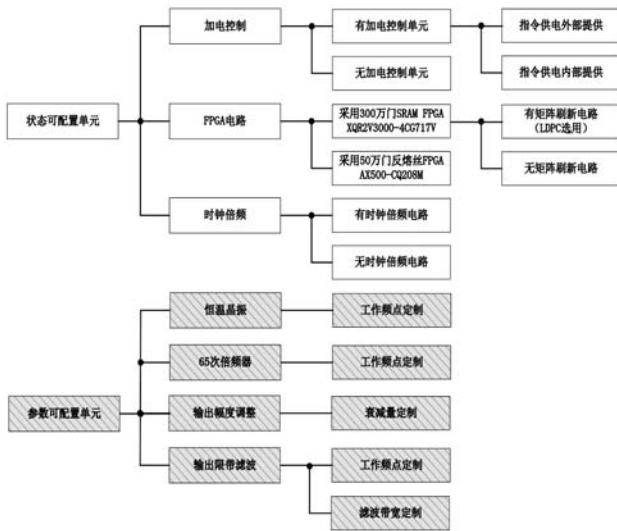 加电控制
有加电控制单元
指令供电外部提供
无加电控制单元
指令供电内部提供
状态可配置单元
FPGA电路
采用300万门SRAM FPGA
XQR2V3000-4CG717V
有矩阵刷新电路
（LDPC选用）
采用50万门反熔丝FPGA
AX500-CQ208M
无矩阵刷新电路
时钟倍频
有时钟倍频电路
无时钟倍频电路
恒温晶振
工作频点定制
65次倍频器
工作频点定制
参数可配置单元
输出幅度调整
衰减量定制
输出限带滤波
工作频点定制
滤波带宽定制